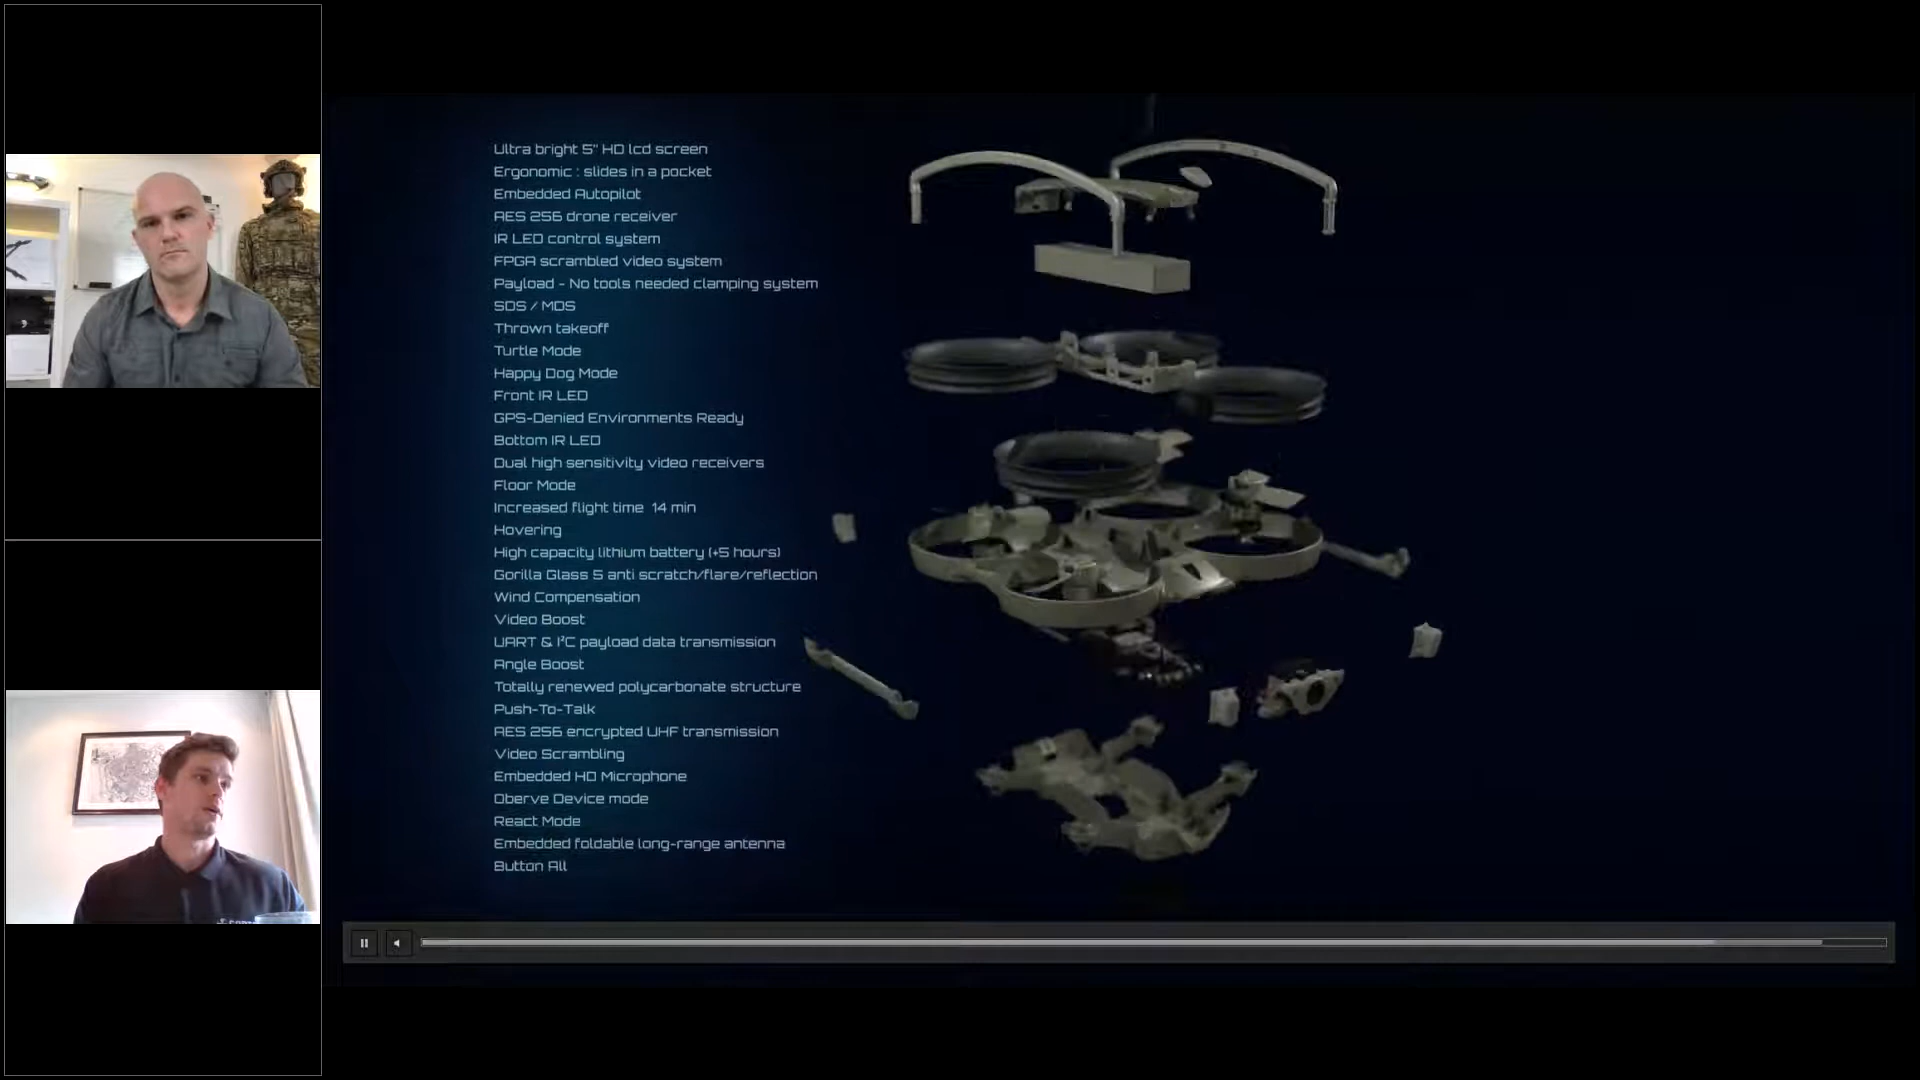 Ultra bright 5" HD lcd screen
Ergonomic : slides in a pocket
Embedded Autopilot
AES 256 drone receiver
IR LED control system
FPGA scrambled video system
Payload - No tools needed clamping system
SDS / MDS
Thrown takeoff
Turtle Mode
Happy Dog Mode
Front IR LED
GPS-Denied Environments Ready
Bottom IR LED
Dual high sensitivity video receivers
Floor Mode
Increased flight time 14 min
Hovering
High capacity lithium battery (+5 hours)
Gorilla Glass 5 anti scratch/flare/reflection
Wind Compensation
Video Boost
UART & I²C payload data transmission
Angle Boost
Totally renewed polycarbonate structure
Push-To-Talk
AES 256 encrypted UHF transmission
Video Scrambling
Embedded HD Microphone
Oberve Device mode
React Mode
Embedded foldable long-range antenna
Button All